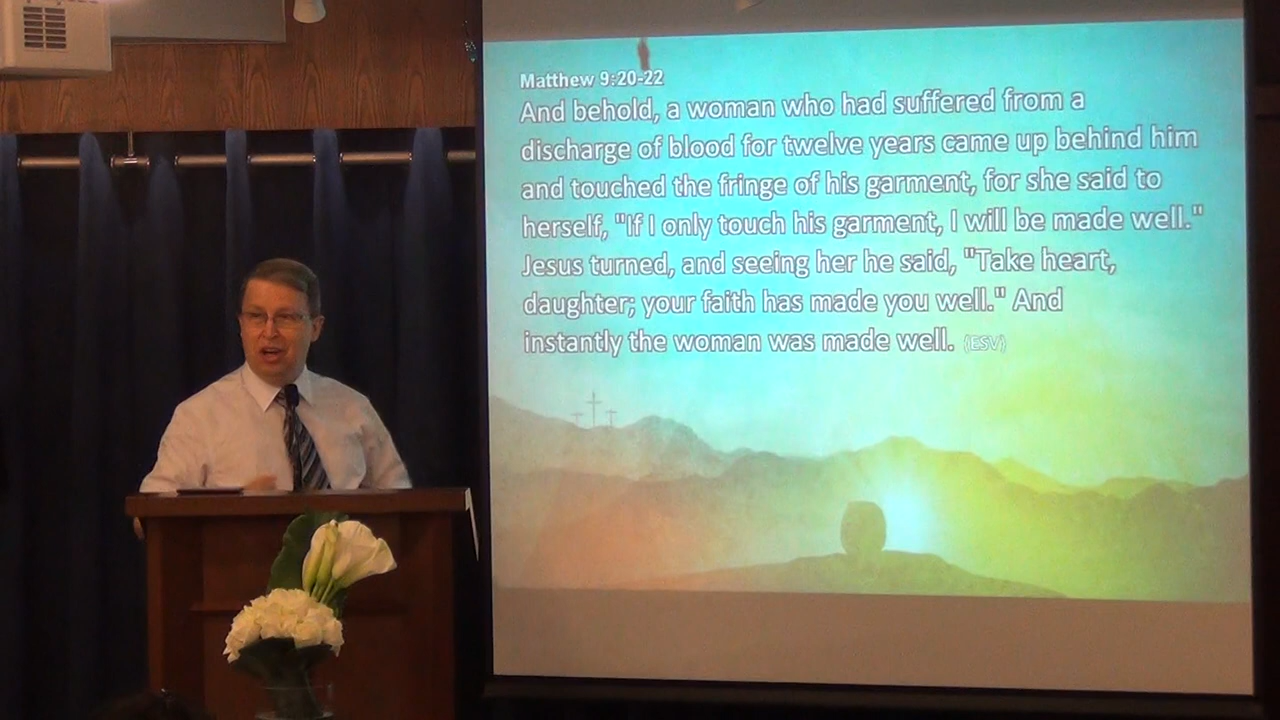 Matthew 9:20-22
And behold, a woman who had suffered from a
discharge of blood for twelve years came up behind him
and touched the fringe of his garment, for she said to
herself, "If I only touch his garment, I will be made well."
Jesus turned, and seeing her he said, "Take heart,
daughter; your faith has made you well." And
instantly the woman was made well. (ESV)